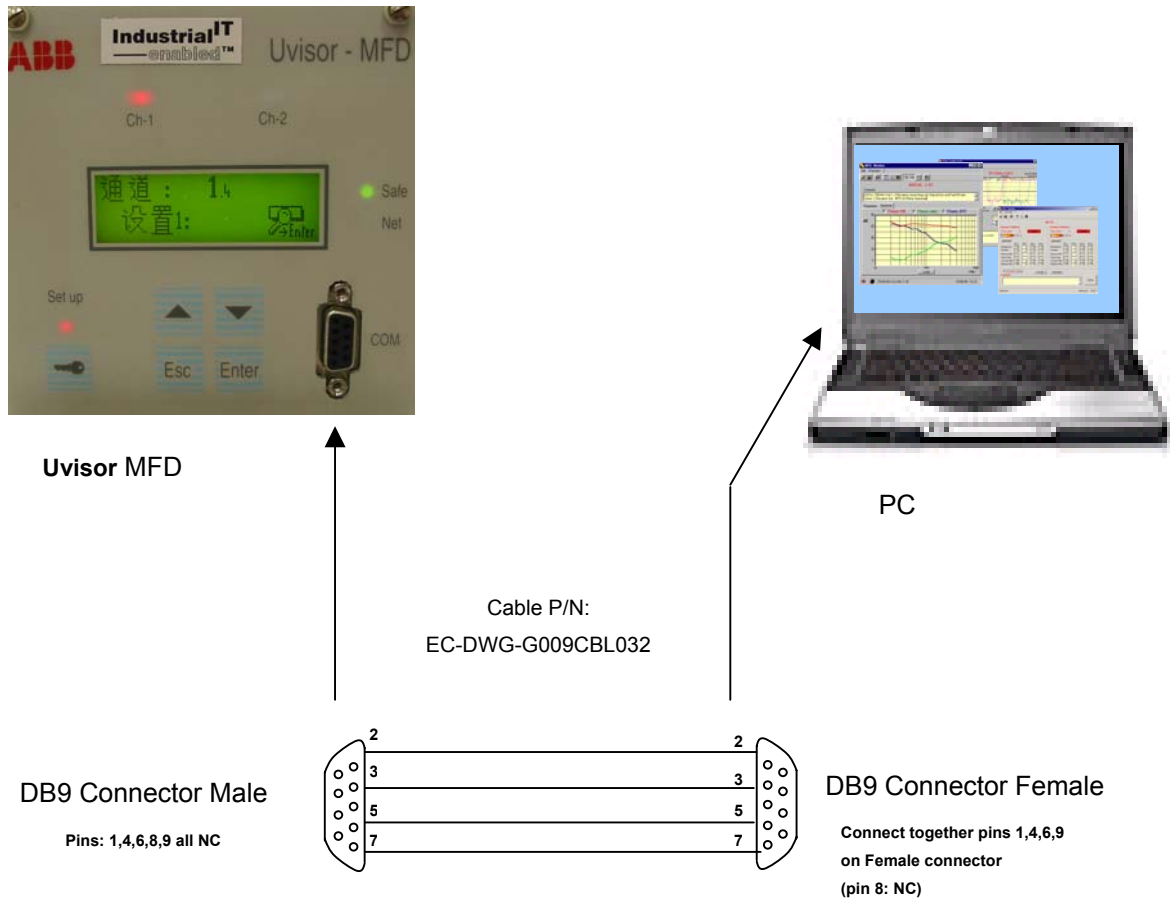 ABB
Industrial IT
enabled™
Uvisor - MFD
Ch-1
Ch-2
通道： 1.4
设置1:
Enter
Safe
Net
Set up
COM
Esc
Enter
Uvisor MFD
PC
Cable P/N:
EC-DWG-G009CBL032
2
3
5
7
2
3
5
7
DB9 Connector Male
Pins: 1,4,6,8,9 all NC
DB9 Connector Female
Connect together pins 1,4,6,9
on Female connector
(pin 8: NC)